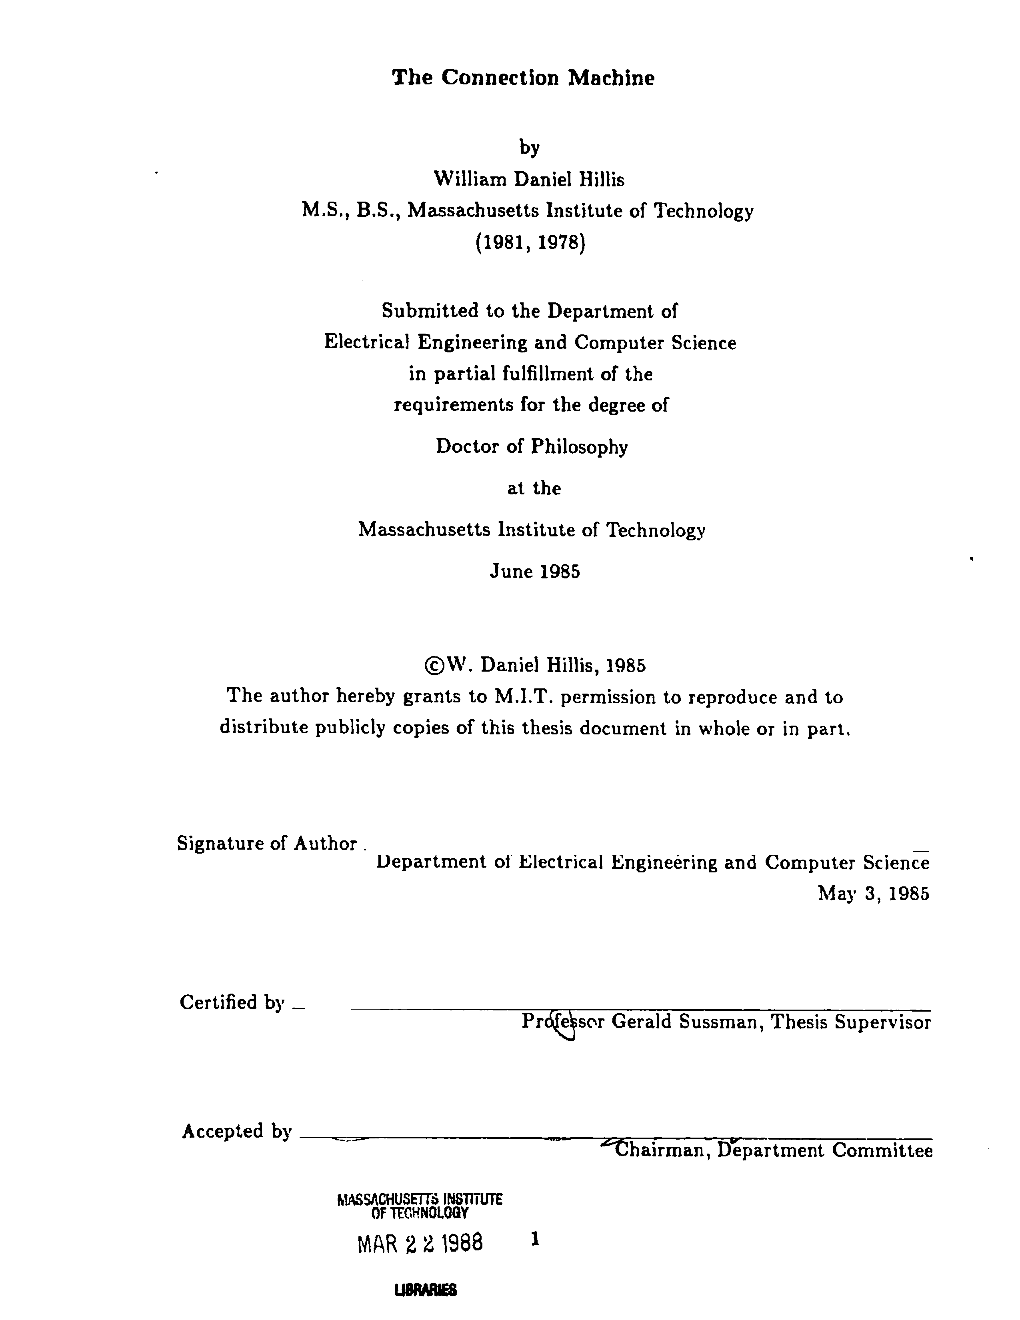 The Connection Machine
by
William Daniel Hillis
M.S., B.S., Massachusetts Institute of Technology
(1981, 1978)
Submitted to the Department of
Electrical Engineering and Computer Science
in partial fulfillment of the
requirements for the degree of
Doctor of Philosophy
at the
Massachusetts Institute of Technology
June 1985
©W. Daniel Hillis, 1985
The author hereby grants to M.I.T. permission to reproduce and to
distribute publicly copies of this thesis document in whole or in part.
Signature of Author
Department of Electrical Engineering and Computer Science
May 3, 1985
Certified by
Professor Gerald Sussman, Thesis Supervisor
Accepted by
Chairman, Department Committee
MASSACHUSETTS INSTITUTE
OF TECHNOLOGY
MAR 22 1988
1
LIBRARIES